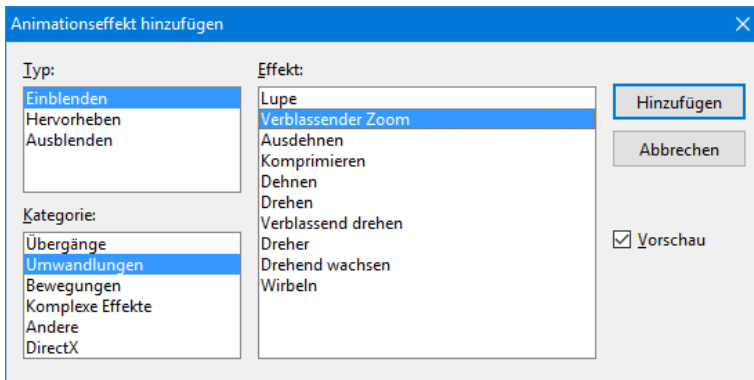 Animationseffekt hinzufügen
Typ:
Einblenden
Hervorheben
Ausblenden
Kategorie:
Übergänge
Umwandlungen
Bewegungen
Komplexe Effekte
Andere
DirectX
Effekt:
Lupe
Verblassender Zoom
Ausdehnen
Komprimieren
Dehnen
Drehen
Verblassend drehen
Dreher
Drehend wachsen
Wirbeln
Hinzufügen
Abbrechen
Vorschau